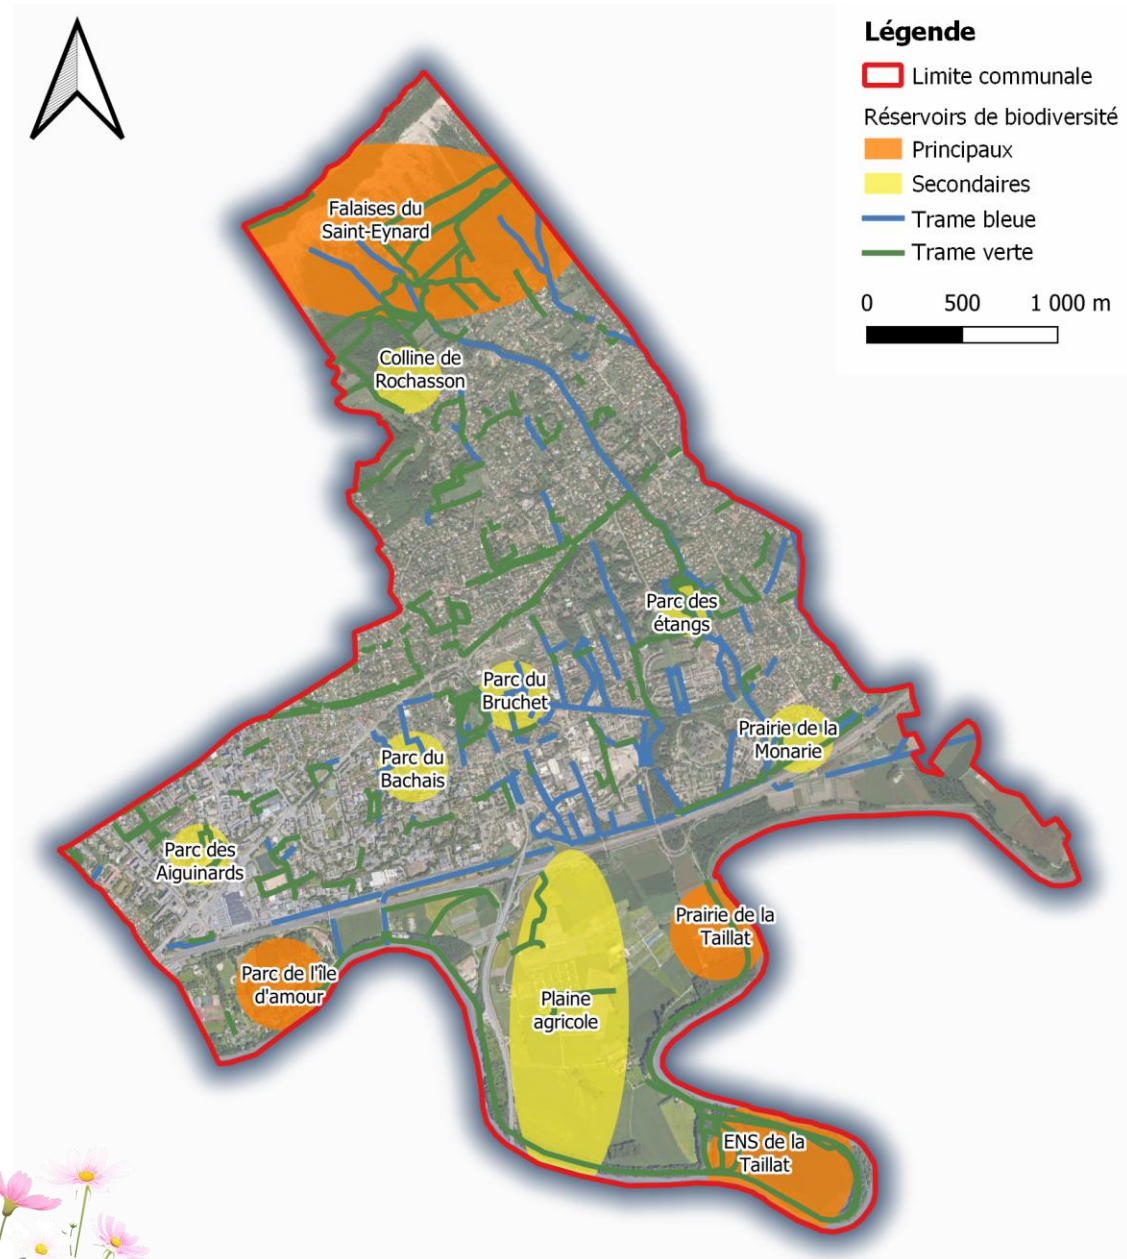 Légende
Limite communale
Réservoirs de biodiversité
Principaux
Secondaires
Trame bleue
Trame verte
0 500 1 000 m
Falaises du
Saint-Eynard
Colline de
Rochasson
Parc des
étangs
Parc du
Bruchet
Prairie de la
Monarie
Parc du
Bachais
Parc des
Aiguinards
Prairie de la
Taillat
Parc de l'île
d'amour
Plaine
agricole
ENS de la
Taillat